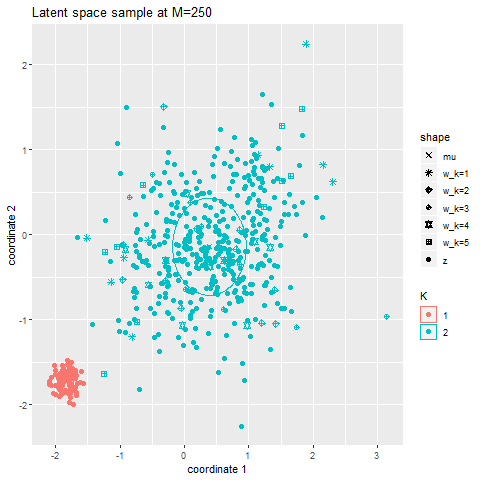 Latent space sample at M=250
2
1
0
-1
-2
coordinate 2
-2
-1
0
1
2
3
coordinate 1
shape
mu
w_k=1
w_k=2
w_k=3
w_k=4
w_k=5
z
K
1
2